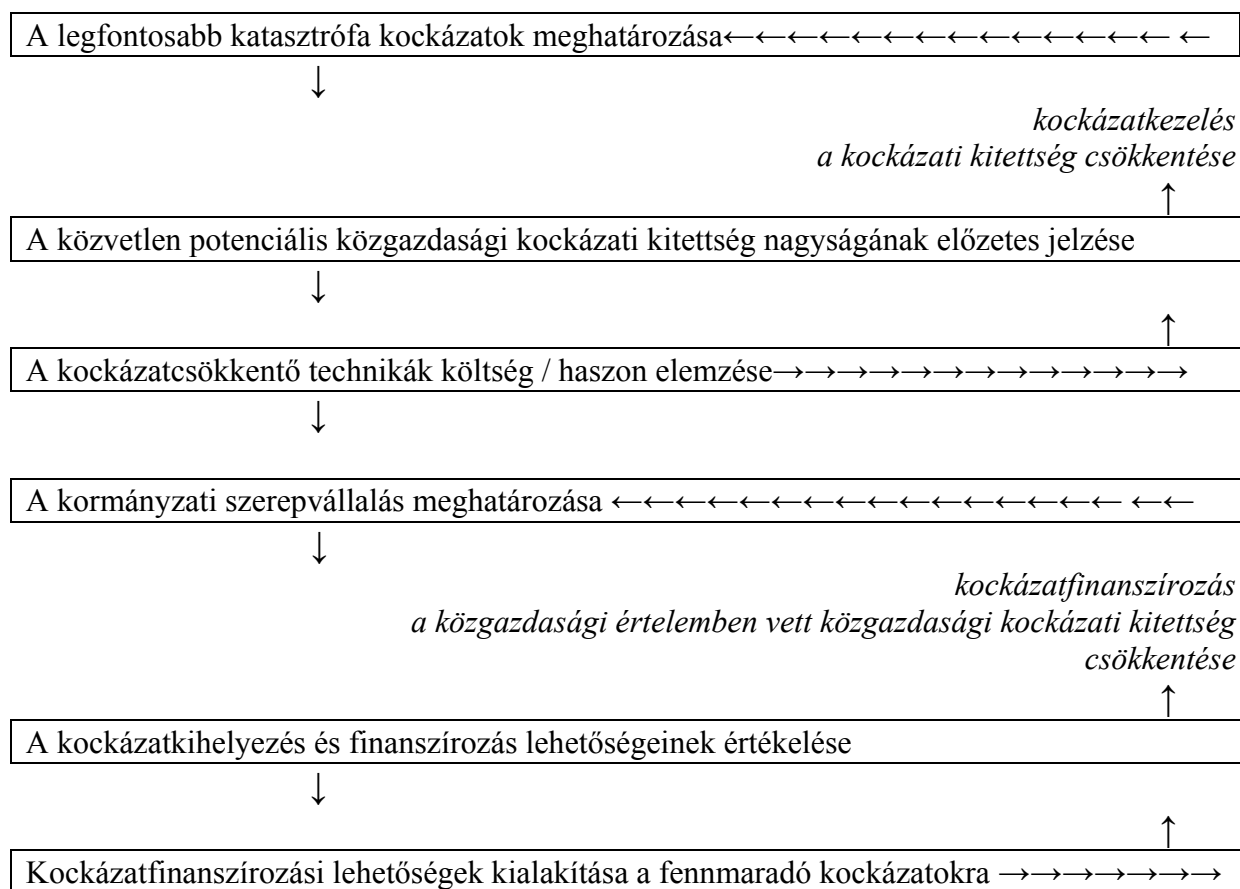 A legfontosabb katasztrófa kockázatok meghatározása←←←←←←←←←←←←←← ←
↓
kockázatkezelés
a kockázati kitettség csökkentése
↑
A közvetlen potenciális közgazdasági kockázati kitettség nagyságának előzetes jelzése
↓
↑
A kockázatcsökkentő technikák költség / haszon elemzése→→→→→→→→→→→→→
↓
A kormányzati szerepvállalás meghatározása ←←←←←←←←←←←←←←←← ←←
↓
kockázatfinanszírozás
a közgazdasági értelemben vett közgazdasági kockázati kitettség
csökkentése
↑
A kockázatkihelyezés és finanszírozás lehetőségeinek értékelése
↓
↑
Kockázatfinanszírozási lehetőségek kialakítása a fennmaradó kockázatokra →→→→→→→